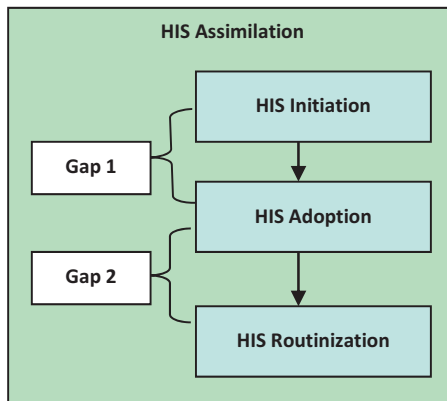 HIS Assimilation
HIS Initiation
Gap 1
HIS Adoption
Gap 2
HIS Routinization